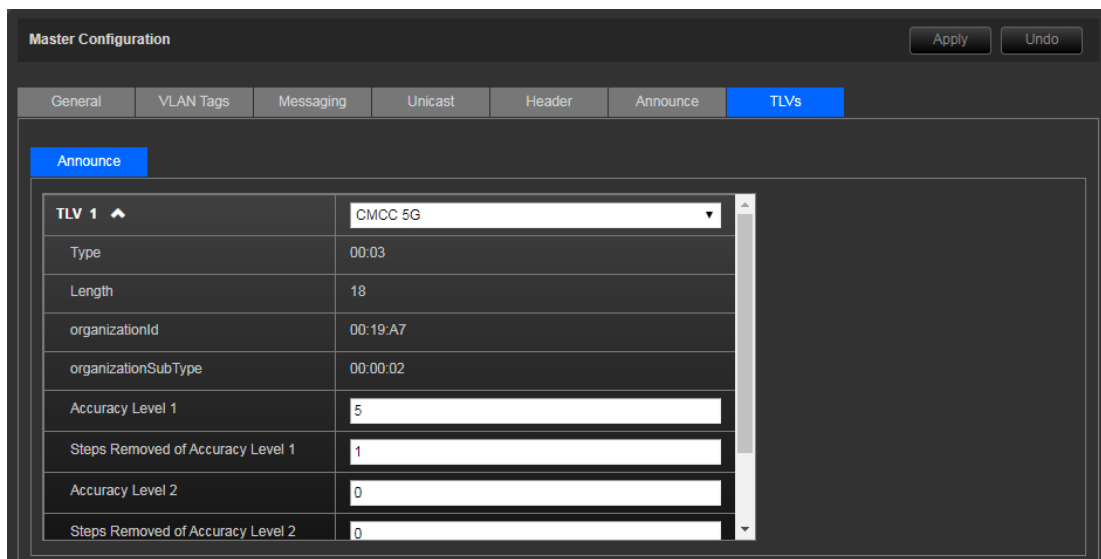 Master Configuration Apply Undo
General VLAN Tags Messaging Unicast Header Announce TLVs
Announce
TLV 1 CMCC 5G
Type 00:03
Length 18
organizationId 00:19:A7
organizationSubType 00:00:02
Accuracy Level 1 5
Steps Removed of Accuracy Level 1 1
Accuracy Level 2 0
Steps Removed of Accuracy Level 2 0